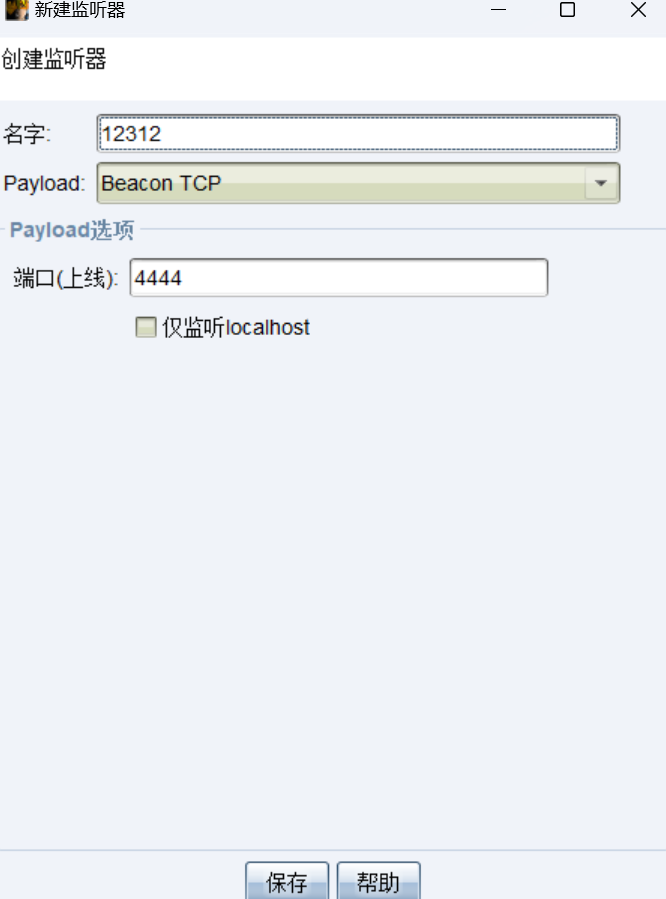 新建监听器
创建监听器
名字: 12312
Payload: Beacon TCP
Payload选项
端口(上线): 4444
仅监听localhost
保存 帮助